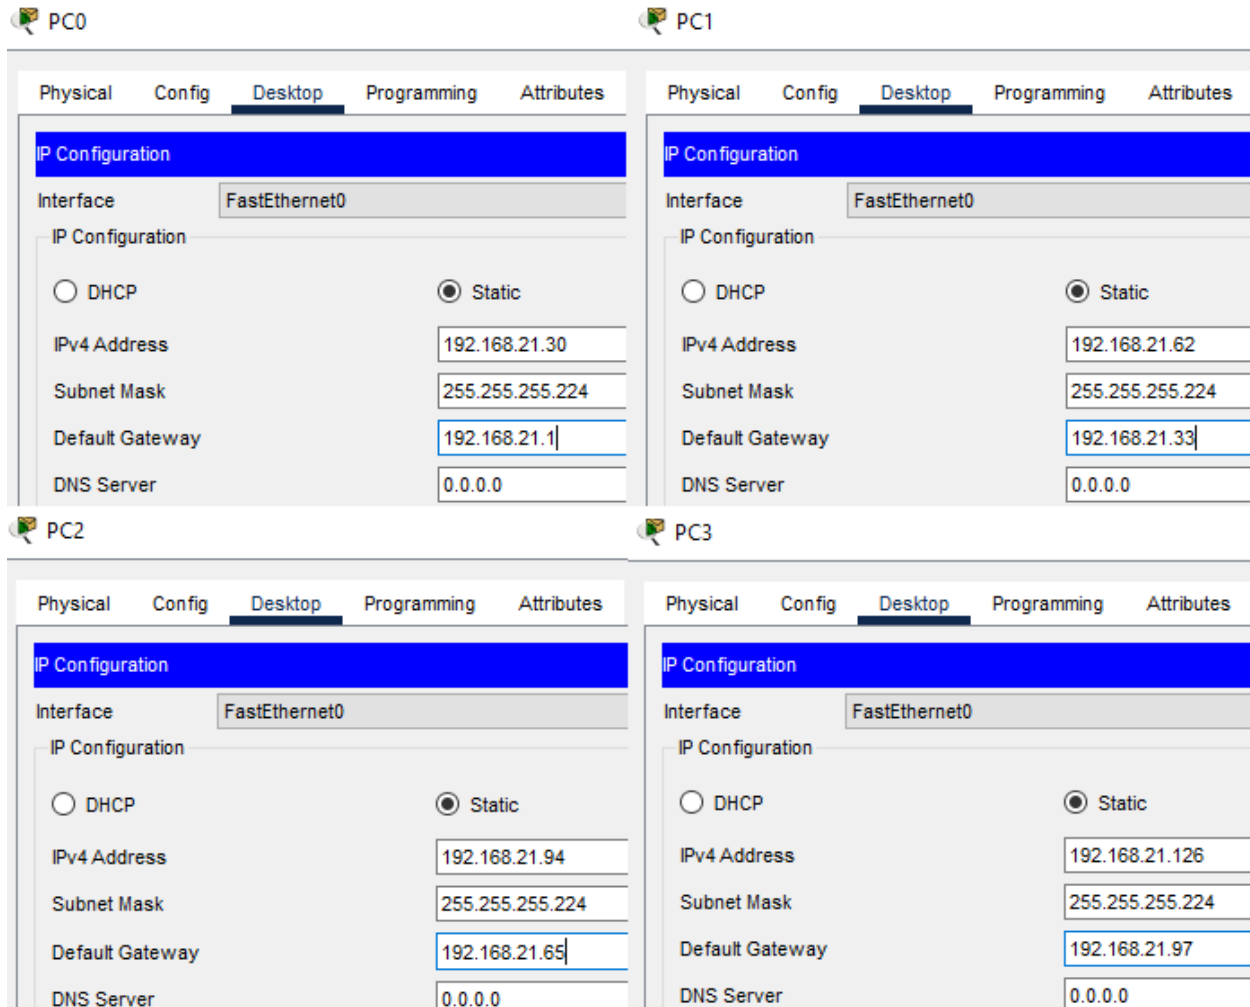 PC0
Physical Config Desktop Programming Attributes
IP Configuration
Interface FastEthernet0
IP Configuration
DHCP Static
IPv4 Address 192.168.21.30
Subnet Mask 255.255.255.224
Default Gateway 192.168.21.1
DNS Server 0.0.0.0
PC1
Physical Config Desktop Programming Attributes
IP Configuration
Interface FastEthernet0
IP Configuration
DHCP Static
IPv4 Address 192.168.21.62
Subnet Mask 255.255.255.224
Default Gateway 192.168.21.33
DNS Server 0.0.0.0
PC2
Physical Config Desktop Programming Attributes
IP Configuration
Interface FastEthernet0
IP Configuration
DHCP Static
IPv4 Address 192.168.21.94
Subnet Mask 255.255.255.224
Default Gateway 192.168.21.65
DNS Server 0.0.0.0
PC3
Physical Config Desktop Programming Attributes
IP Configuration
Interface FastEthernet0
IP Configuration
DHCP Static
IPv4 Address 192.168.21.126
Subnet Mask 255.255.255.224
Default Gateway 192.168.21.97
DNS Server 0.0.0.0